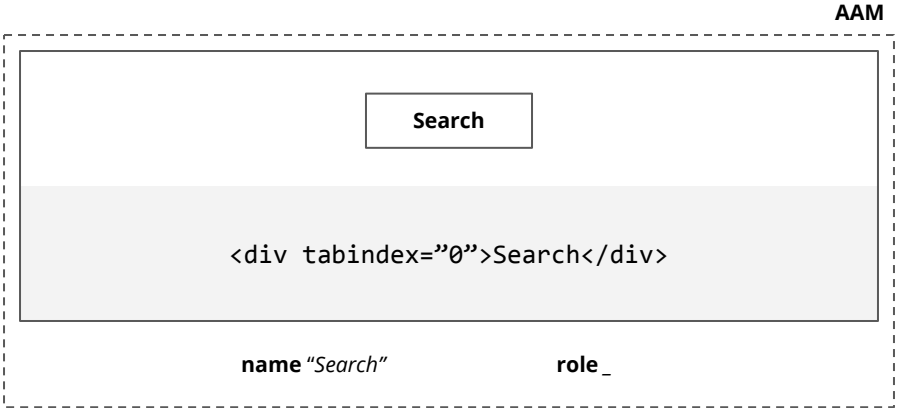 AAM
Search
<div tabindex=”0”>Search</div>
name “Search” role _